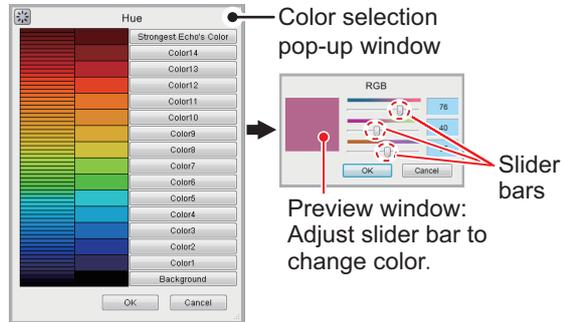 Hue
Strongest Echo's Color
Color14
Color13
Color12
Color11
Color10
Color9
Color8
Color7
Color6
Color5
Color4
Color3
Color2
Color1
Background
OK
Cancel
Color selection
pop-up window
RGB
76
40
OK
Cancel
Slider
bars
Preview window:
Adjust slider bar to
change color.